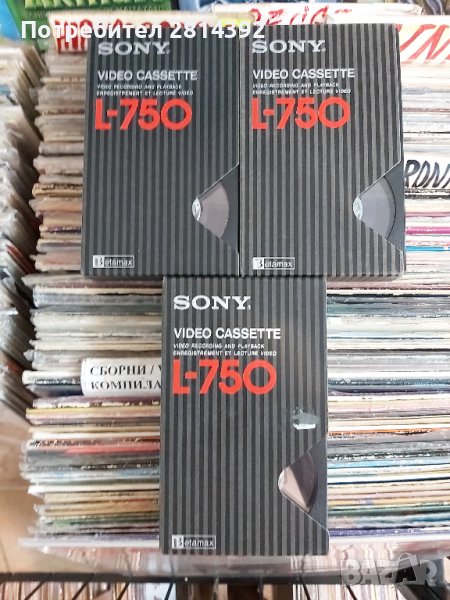 Потребител 2814392
SONY
VIDEO CASSETTE
VIDEO RECORDING AND PLAYBACK
ENREGISTREMENT ET LECTURE VIDEO
L-750
Betamax
SONY
VIDEO CASSETTE
VIDEO RECORDING AND PLAYBACK
ENREGISTREMENT ET LECTURE VIDEO
L-750
Betamax
SONY
VIDEO CASSETTE
VIDEO RECORDING AND PLAYBACK
ENREGISTREMENT ET LECTURE VIDEO
L-750
Betamax
СБОРНИ /
КОМПИЛА
BAZAR